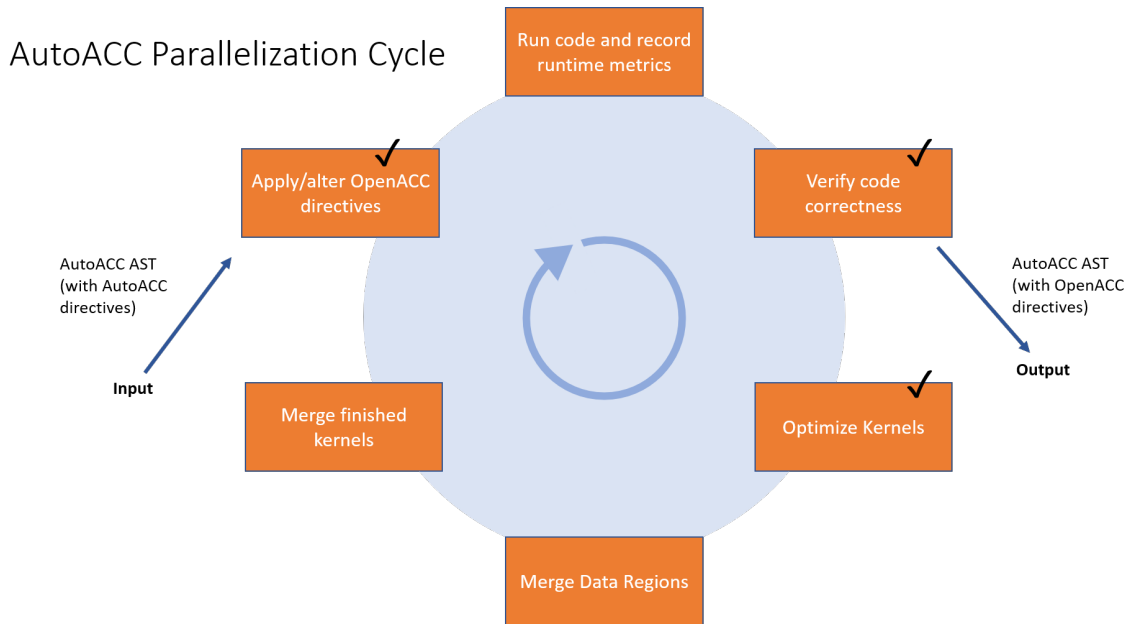 AutoACC Parallelization Cycle
Run code and record
runtime metrics
Apply/alter OpenACC
directives
Verify code
correctness
AutoACC AST
(with AutoACC
directives)
AutoACC AST
(with OpenACC
directives)
Input
Output
Merge finished
kernels
Optimize Kernels
Merge Data Regions